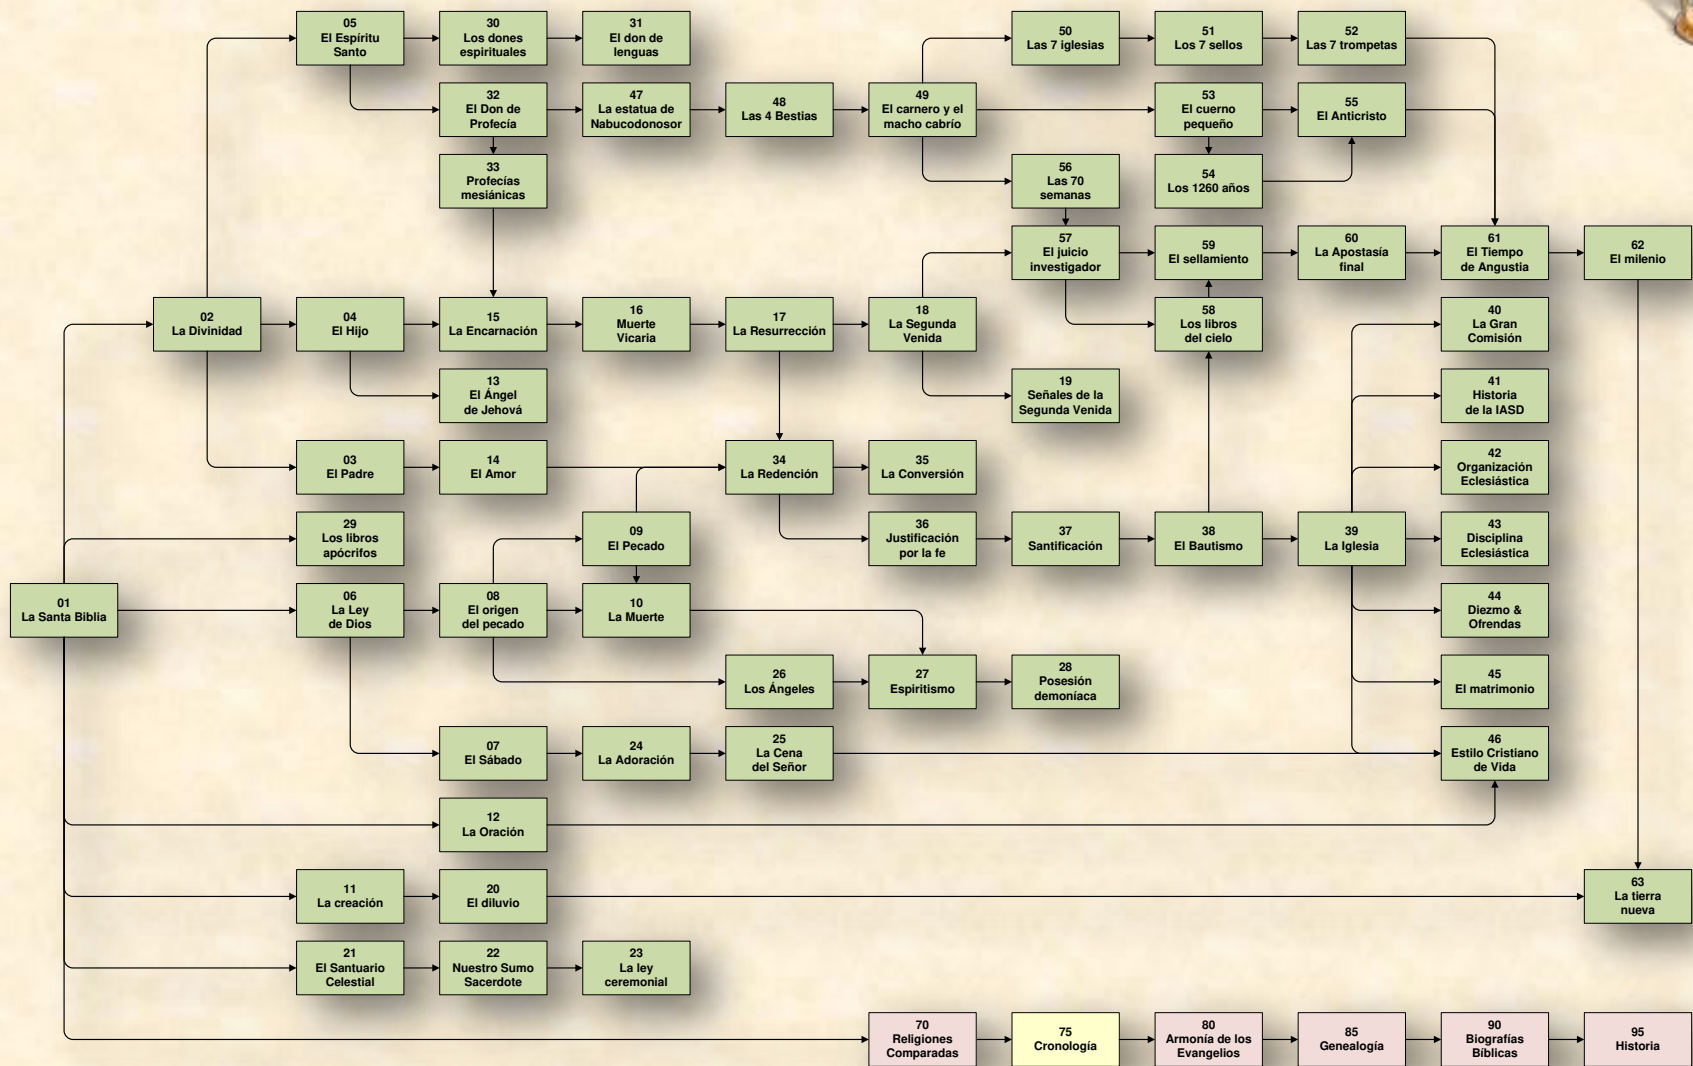 05
El Espíritu
Santo
30
Los dones
espirituales
31
El don de
lenguas
50
Las 7 iglesias
51
Los 7 sellos
52
Las 7 trompetas
32
El Don de
Profecía
47
La estatua de
Nabucodonosor
48
Las 4 Bestias
49
El carnero y el
macho cabrío
53
El cuerno
pequeño
55
El Anticristo
33
Profecías
mesiánicas
56
Las 70
semanas
54
Los 1260 años
57
El juicio
investigador
59
El sellamiento
60
La Apostasía
final
61
El Tiempo
de Angustia
62
El milenio
02
La Divinidad
04
El Hijo
15
La Encarnación
16
Muerte
Vicaria
17
La Resurrección
18
La Segunda
Venida
58
Los libros
del cielo
40
La Gran
Comisión
13
El Ángel
de Jehová
19
Señales de la
Segunda Venida
41
Historia
de la IASD
03
El Padre
14
El Amor
34
La Redención
35
La Conversión
42
Organización
Eclesiástica
29
Los libros
apócrifos
09
El Pecado
36
Justificación
por la fe
37
Santificación
38
El Bautismo
39
La Iglesia
43
Disciplina
Eclesiástica
01
La Santa Biblia
06
La Ley
de Dios
08
El origen
del pecado
10
La Muerte
44
Diezmo &
Ofrendas
26
Los Ángeles
27
Espiritismo
28
Posesión
demoníaca
45
El matrimonio
07
El Sábado
24
La Adoración
25
La Cena
del Señor
46
Estilo Cristiano
de Vida
12
La Oración
11
La creación
20
El diluvio
63
La tierra
nueva
21
El Santuario
Celestial
22
Nuestro Sumo
Sacerdote
23
La ley
ceremonial
70
Religiones
Comparadas
75
Cronología
80
Armonía de los
Evangelios
85
Genealogía
90
Biografías
Bíblicas
95
Historia